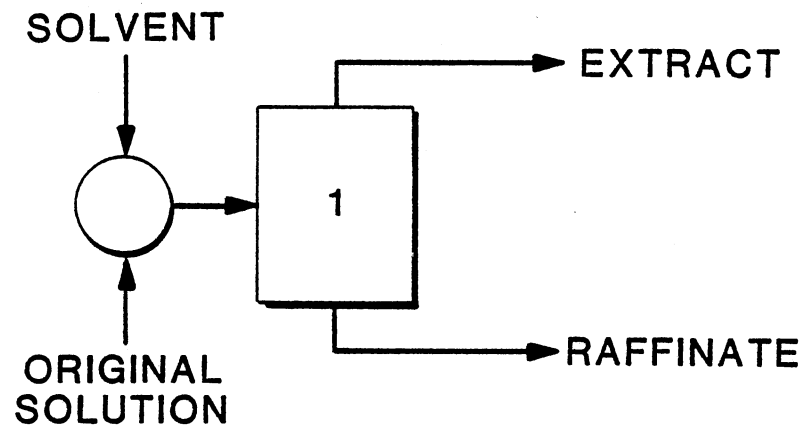 SOLVENT
EXTRACT
1
RAFFINATE
ORIGINAL
SOLUTION